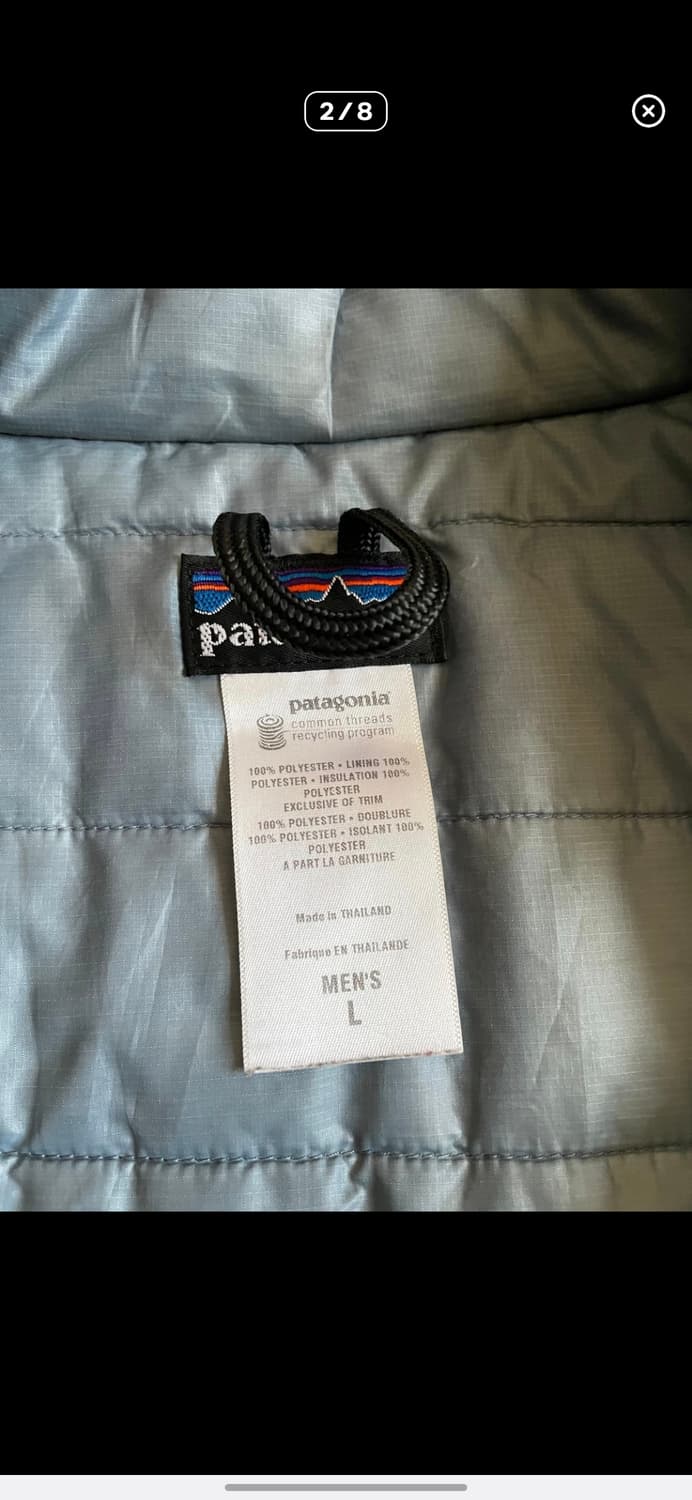 2/8
pat
patagonia
common threads
recycling program
100% POLYESTER • LINING 100%
POLYESTER • INSULATION 100%
POLYESTER
EXCLUSIVE OF TRIM
100% POLYESTER • DOUBLURE
100% POLYESTER • ISOLANT 100%
POLYESTER
A PART LA GARNITURE
Made in THAILAND
Fabrique EN THAILANDE
MEN'S
L